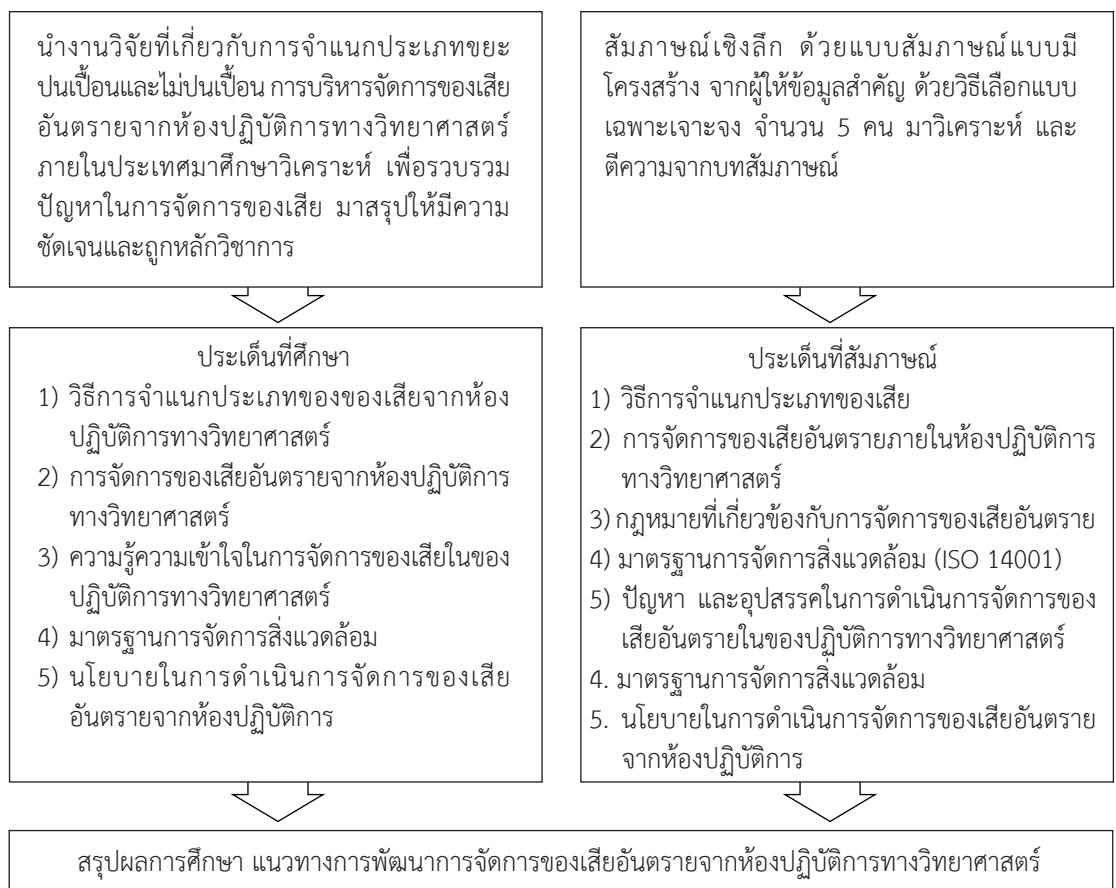 นำงานวิจัยที่เกี่ยวกับการจำแนกประเภทขยะ
ปนเปื้อนและไม่ปนเปื้อน การบริหารจัดการของเสีย
อันตรายจากห้องปฏิบัติการทางวิทยาศาสตร์
ภายในประเทศมาศึกษาวิเคราะห์ เพื่อรวบรวม
ปัญหาในการจัดการของเสีย มาสรุปให้มีความ
ชัดเจนและถูกหลักวิชาการ
สัมภาษณ์เชิงลึก ด้วยแบบสัมภาษณ์แบบมี
โครงสร้าง จากผู้ให้ข้อมูลสำคัญ ด้วยวิธีเลือกแบบ
เฉพาะเจาะจง จำนวน 5 คน มาวิเคราะห์ และ
ตีความจากบทสัมภาษณ์
ประเด็นที่ศึกษา
1) วิธีการจำแนกประเภทของของเสียจากห้อง
ปฏิบัติการทางวิทยาศาสตร์
2) การจัดการของเสียอันตรายจากห้องปฏิบัติการ
ทางวิทยาศาสตร์
3) ความรู้ความเข้าใจในการจัดการของเสียในของ
ปฏิบัติการทางวิทยาศาสตร์
4) มาตรฐานการจัดการสิ่งแวดล้อม
5) นโยบายในการดำเนินการจัดการของเสีย
อันตรายจากห้องปฏิบัติการ
ประเด็นที่สัมภาษณ์
1) วิธีการจำแนกประเภทของเสีย
2) การจัดการของเสียอันตรายภายในห้องปฏิบัติการ
ทางวิทยาศาสตร์
3) กฎหมายที่เกี่ยวข้องกับการจัดการของเสียอันตราย
4) มาตรฐานการจัดการสิ่งแวดล้อม (ISO 14001)
5) ปัญหา และอุปสรรคในการดำเนินการจัดการของ
เสียอันตรายในของปฏิบัติการทางวิทยาศาสตร์
4. มาตรฐานการจัดการสิ่งแวดล้อม
5. นโยบายในการดำเนินการจัดการของเสียอันตราย
จากห้องปฏิบัติการ
สรุปผลการศึกษา แนวทางการพัฒนาการจัดการของเสียอันตรายจากห้องปฏิบัติการทางวิทยาศาสตร์